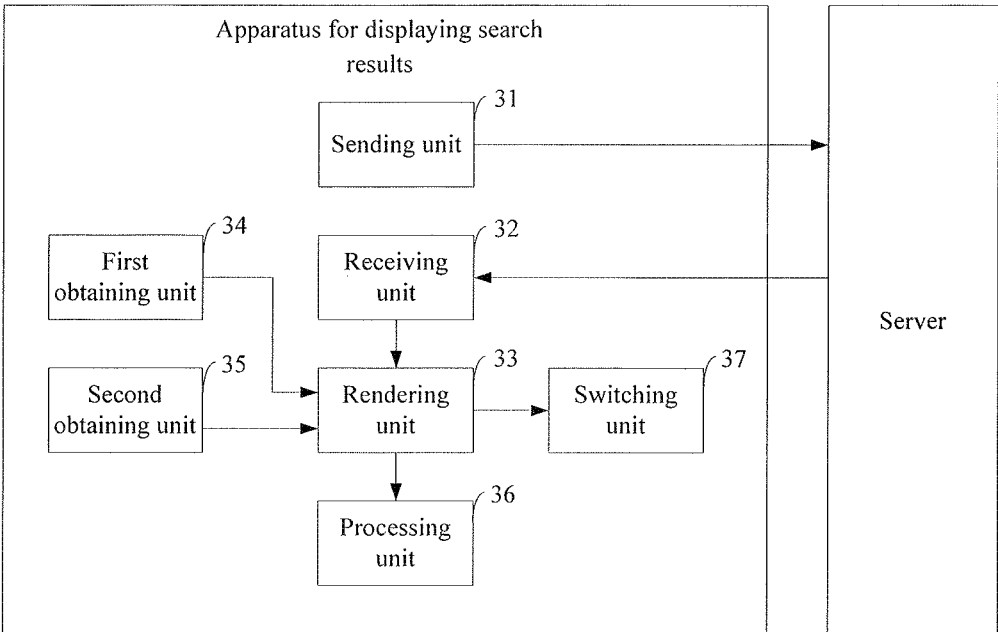 Apparatus for displaying search
results
31
Sending unit
34
32
First
obtaining unit
Receiving
unit
Server
35
33
37
Second
obtaining unit
Rendering
unit
Switching
unit
36
Processing
unit